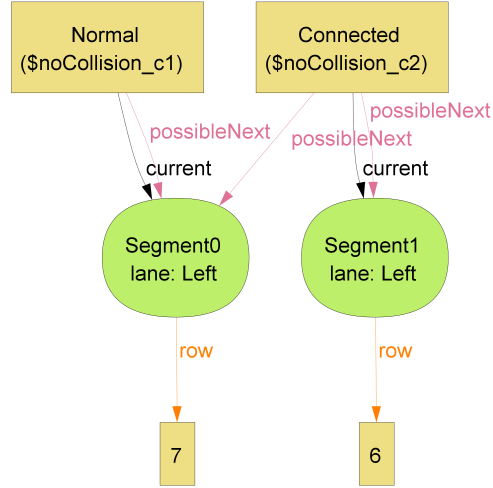 Normal
($noCollision_c1)
Connected
($noCollision_c2)
possibleNext
possibleNext
possibleNext
current
current
Segment0
lane: Left
Segment1
lane: Left
row
row
7
6